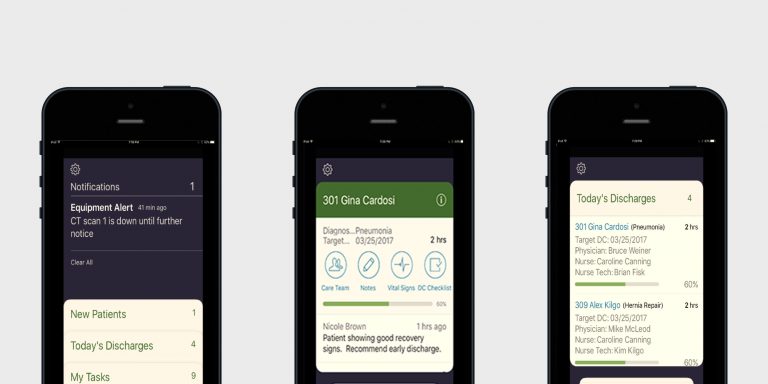 7:58 PM
Notifications 1
Equipment Alert 41 min ago
CT scan 1 is down until further
notice
Clear All
New Patients 1
Today's Discharges 4
My Tasks 9
301 Gina Cardosi
Diagnos...Pneumonia
Target... 03/25/2017 2 hrs
Care Team Notes Vital Signs DC Checklist
60%
Nicole Brown 1 hrs ago
Patient showing good recovery
signs. Recommend early discharge.
Today's Discharges 4
301 Gina Cardosi (Pneumonia) 2 hrs
Target DC: 03/25/2017
Physician: Bruce Weiner
Nurse: Caroline Canning
Nurse Tech: Brian Fisk
60%
309 Alex Kilgo (Hernia Repair) 2 hrs
Target DC: 03/25/2017
Physician: Mike McLeod
Nurse: Caroline Canning
Nurse Tech: Kim Kilgo
60%